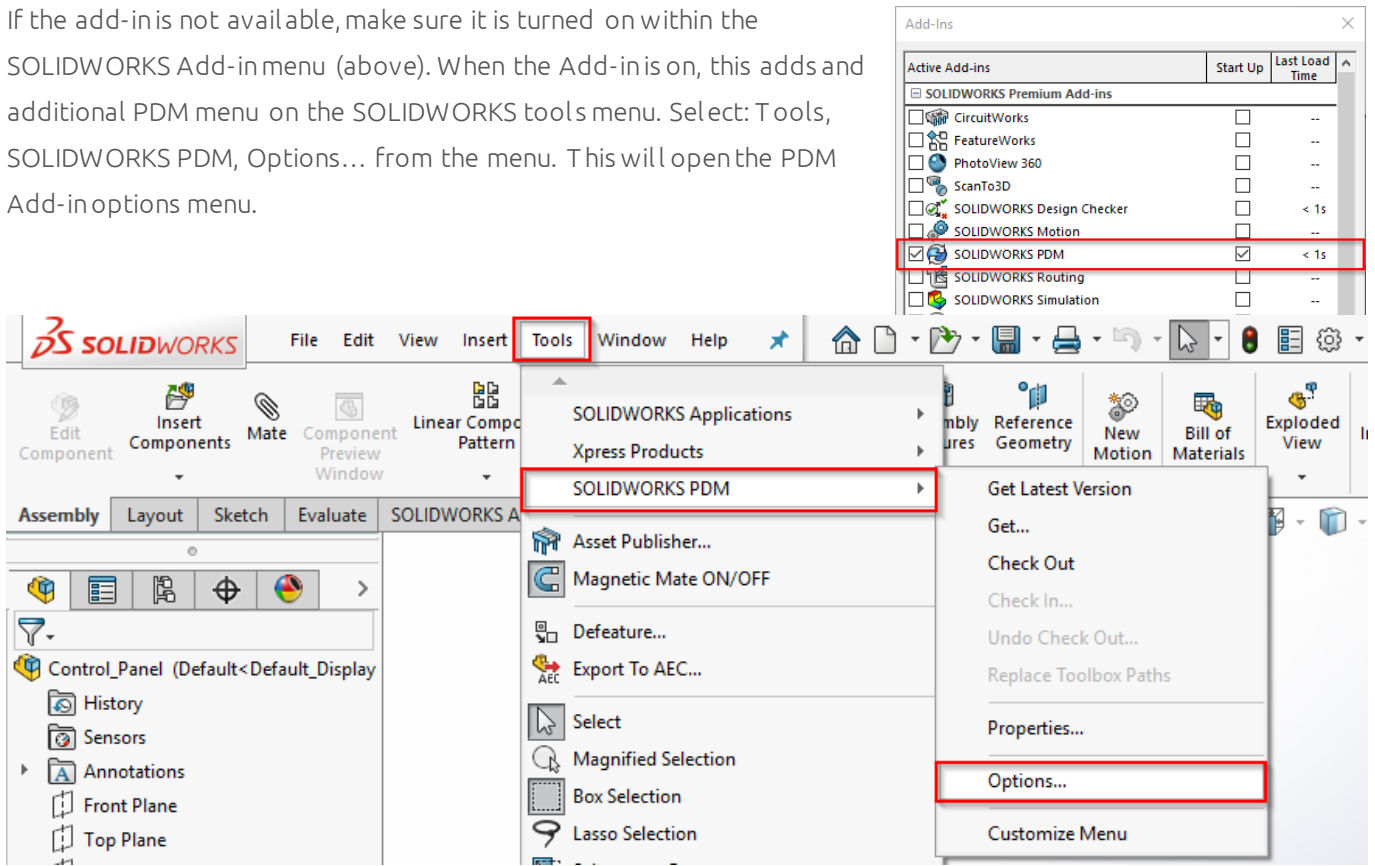 If the add-in is not available, make sure it is turned on within the
SOLIDWORKS Add-in menu (above). When the Add-in is on, this adds and
additional PDM menu on the SOLIDWORKS tools menu. Select: Tools,
SOLIDWORKS PDM, Options… from the menu. This will open the PDM
Add-in options menu.
Add-Ins
Active Add-ins Start Up Last Load Time
SOLIDWORKS Premium Add-ins
CircuitWorks --
FeatureWorks --
PhotoView 360 --
ScanTo3D --
SOLIDWORKS Design Checker < 1s
SOLIDWORKS Motion --
SOLIDWORKS PDM < 1s
SOLIDWORKS Routing --
SOLIDWORKS Simulation --
SOLIDWORKS File Edit View Insert Tools Window Help
Edit Component
Insert Components
Mate
Component Preview Window
Linear Compo
Pattern
mbly
ures
Reference Geometry
New Motion
Bill of Materials
Exploded View
Assembly Layout Sketch Evaluate SOLIDWORKS A
Control_Panel (Default<Default_Display
History
Sensors
Annotations
Front Plane
Top Plane
SOLIDWORKS Applications
Xpress Products
SOLIDWORKS PDM
Asset Publisher...
Magnetic Mate ON/OFF
Defeature...
AEC Export To AEC...
Select
Magnified Selection
Box Selection
Lasso Selection
Get Latest Version
Get...
Check Out
Check In...
Undo Check Out...
Replace Toolbox Paths
Properties...
Options...
Customize Menu